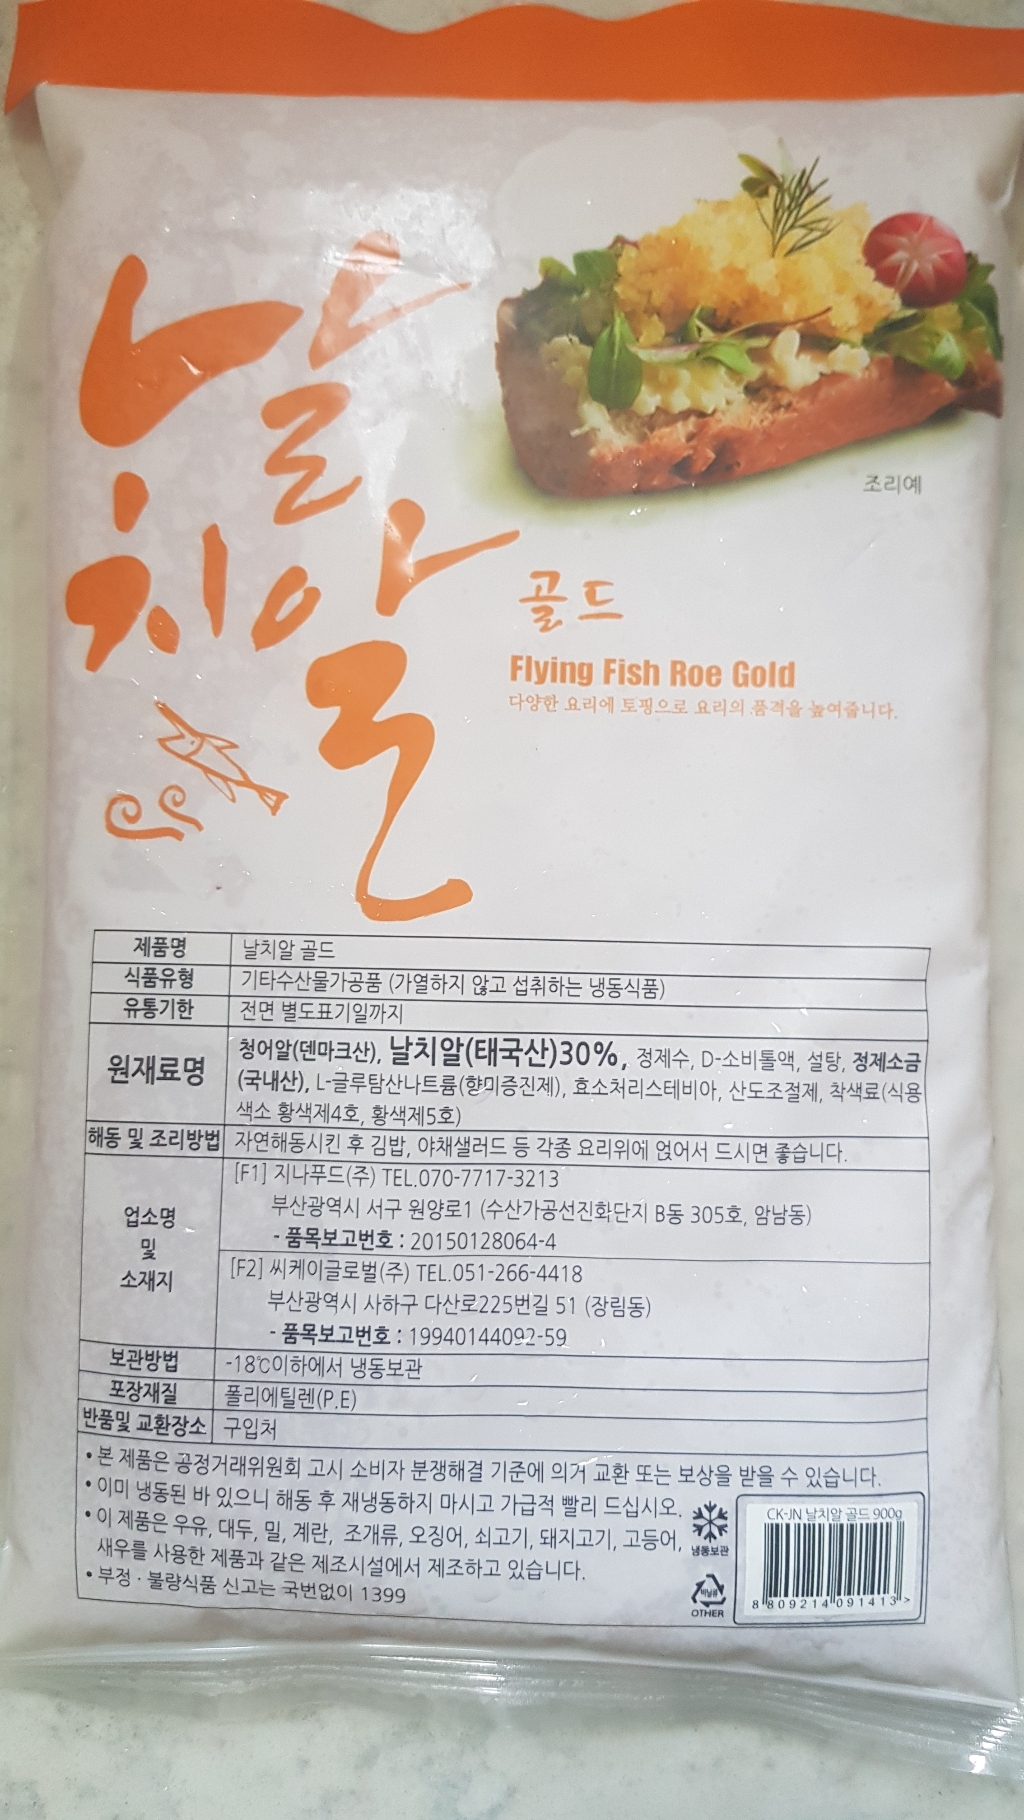 날치알
조리예
골드
Flying Fish Roe Gold
다양한 요리에 토핑으로 요리의 품격을 높여줍니다.
제품명 날치알 골드
식품유형 기타수산물가공품 (가열하지 않고 섭취하는 냉동식품)
유통기한 전면 별도표기일까지
원재료명 청어알(덴마크산), 날치알(태국산)30%, 정제수, D-소비톨액, 설탕, 정제소금
(국내산), L-글루탐산나트륨(향미증진제), 효소처리스테비아, 산도조절제, 착색료(식용
색소 황색제4호, 황색제5호)
해동 및 조리방법 자연해동시킨 후 김밥, 야채샐러드 등 각종 요리위에 얹어서 드시면 좋습니다.
업소명
및
소재지
[F1] 지나푸드(주) TEL.070-7717-3213
부산광역시 서구 원양로1 (수산가공선진화단지 B동 305호, 암남동)
- 품목보고번호 : 20150128064-4
[F2] 씨케이글로벌(주) TEL.051-266-4418
부산광역시 사하구 다산로225번길 51 (장림동)
- 품목보고번호 : 19940144092-59
보관방법 -18℃이하에서 냉동보관
포장재질 폴리에틸렌(P.E)
반품및 교환장소 구입처
• 본 제품은 공정거래위원회 고시 소비자 분쟁해결 기준에 의거 교환 또는 보상을 받을 수 있습니다.
• 이미 냉동된 바 있으니 해동 후 재냉동하지 마시고 가급적 빨리 드십시오.
• 이 제품은 우유, 대두, 밀, 계란, 조개류, 오징어, 쇠고기, 돼지고기, 고등어,
새우를 사용한 제품과 같은 제조시설에서 제조하고 있습니다.
• 부정 · 불량식품 신고는 국번없이 1399
냉동보관
비닐류
OTHER
CK-JN 날치알 골드 900g
8 809214 091413 >